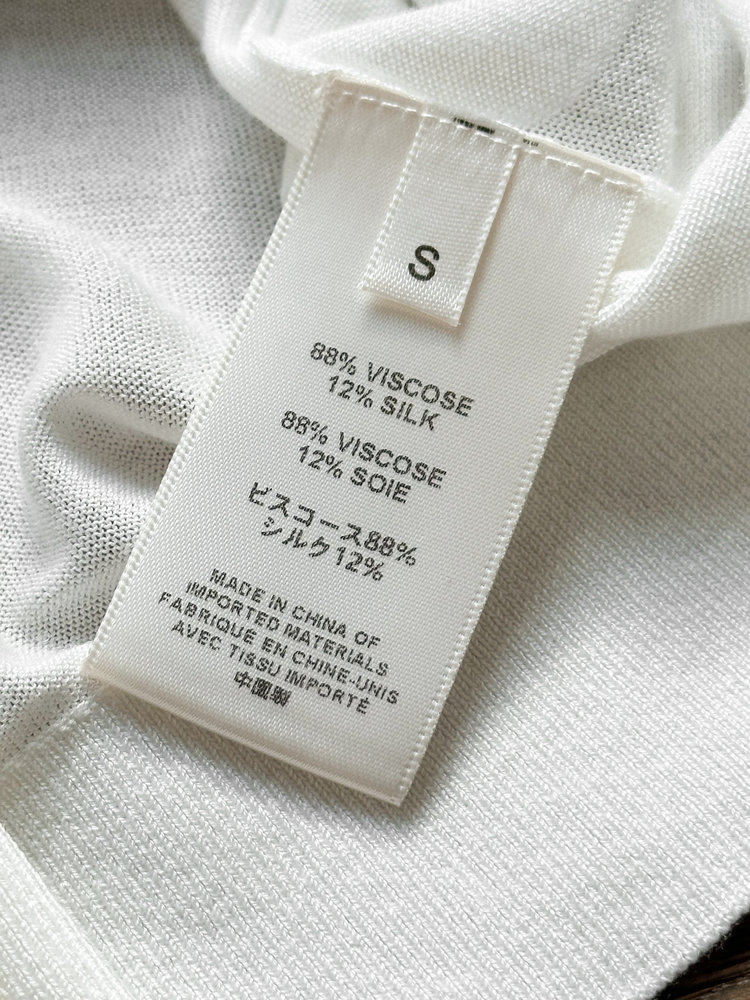 S
88% VISCOSE
12% SILK
88% VISCOSE
12% SOIE
ビスコース88%
シルク12%
MADE IN CHINA OF
IMPORTED MATERIALS
FABRIQUÉ EN CHINE-UNIS
AVEC TISSU IMPORTÉ
中國製